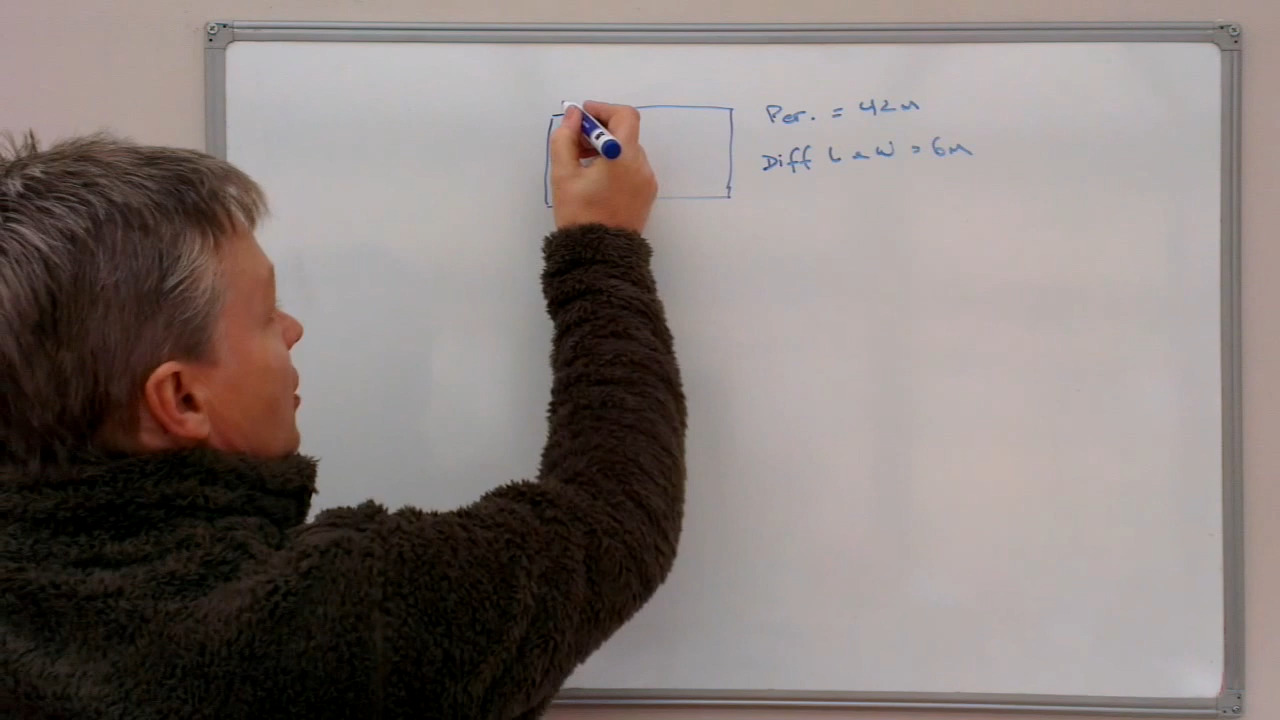 Per. = 42m
Diff L & W = 6m